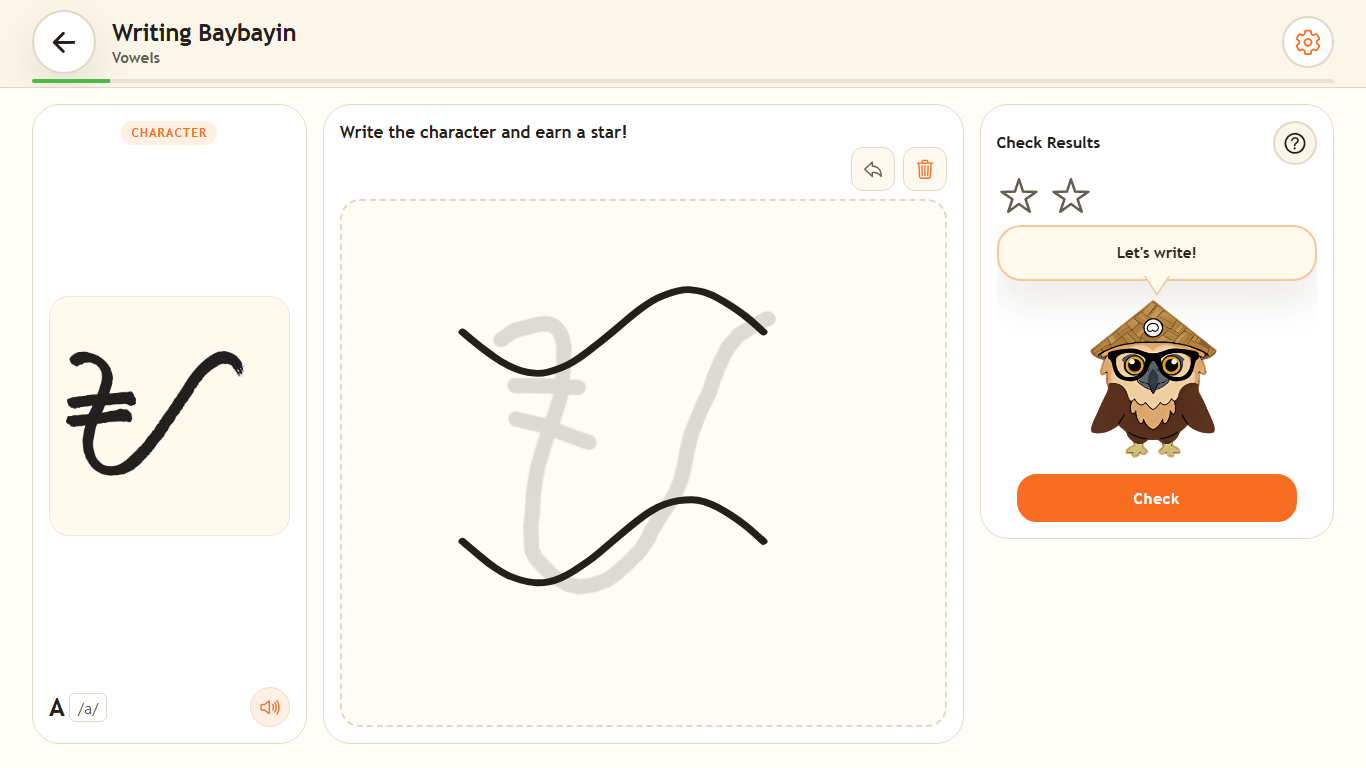 Writing Baybayin
Vowels
CHARACTER
ᜀ
A /a/
Write the character and earn a star!
ᜀ
Check Results
Let's write!
Check